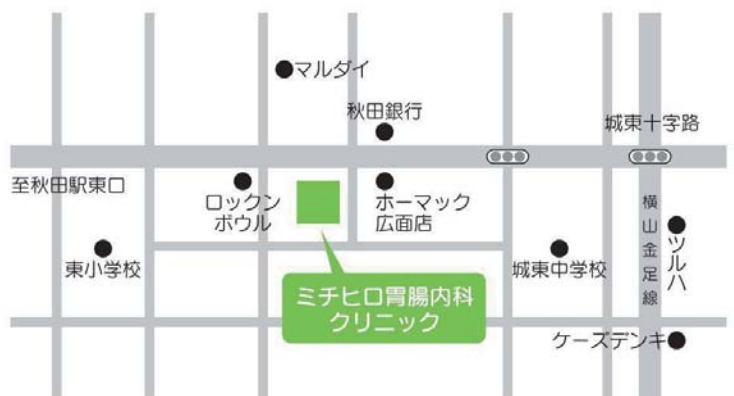 マルダイ
秋田銀行
城東十字路
至秋田駅東口
ロックン
ボウル
ホーマック
広面店
横山金足線
ツルハ
東小学校
城東中学校
ミチヒロ胃腸内科
クリニック
ケーズデンキ